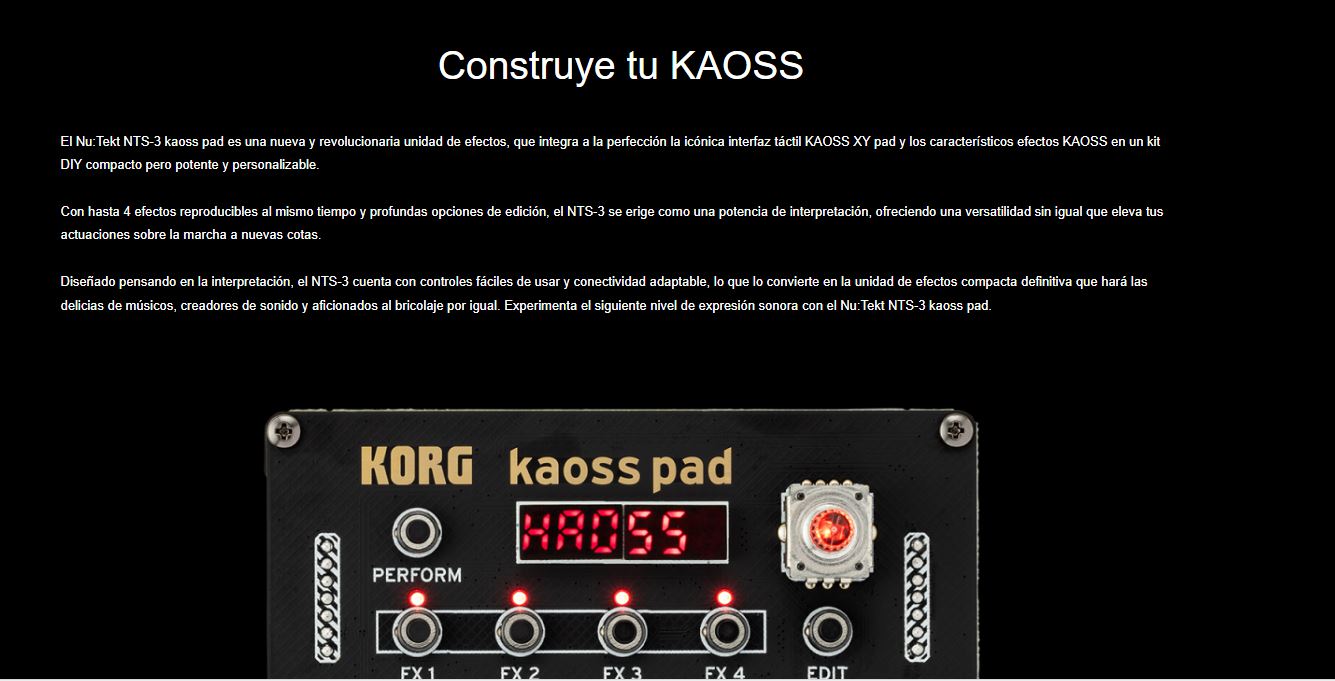 Construye tu KAOSS
El Nu:Tekt NTS-3 kaoss pad es una nueva y revolucionaria unidad de efectos, que integra a la perfección la icónica interfaz táctil KAOSS XY pad y los característicos efectos KAOSS en un kit
DIY compacto pero potente y personalizable.
Con hasta 4 efectos reproducibles al mismo tiempo y profundas opciones de edición, el NTS-3 se erige como una potencia de interpretación, ofreciendo una versatilidad sin igual que eleva tus
actuaciones sobre la marcha a nuevas cotas.
Diseñado pensando en la interpretación, el NTS-3 cuenta con controles fáciles de usar y conectividad adaptable, lo que lo convierte en la unidad de efectos compacta definitiva que hará las
delicias de músicos, creadores de sonido y aficionados al bricolaje por igual. Experimenta el siguiente nivel de expresión sonora con el Nu:Tekt NTS-3 kaoss pad.
KORG kaoss pad
KAOSS
PERFORM
FX 1 FX 2 FX 3 FX 4 EDIT